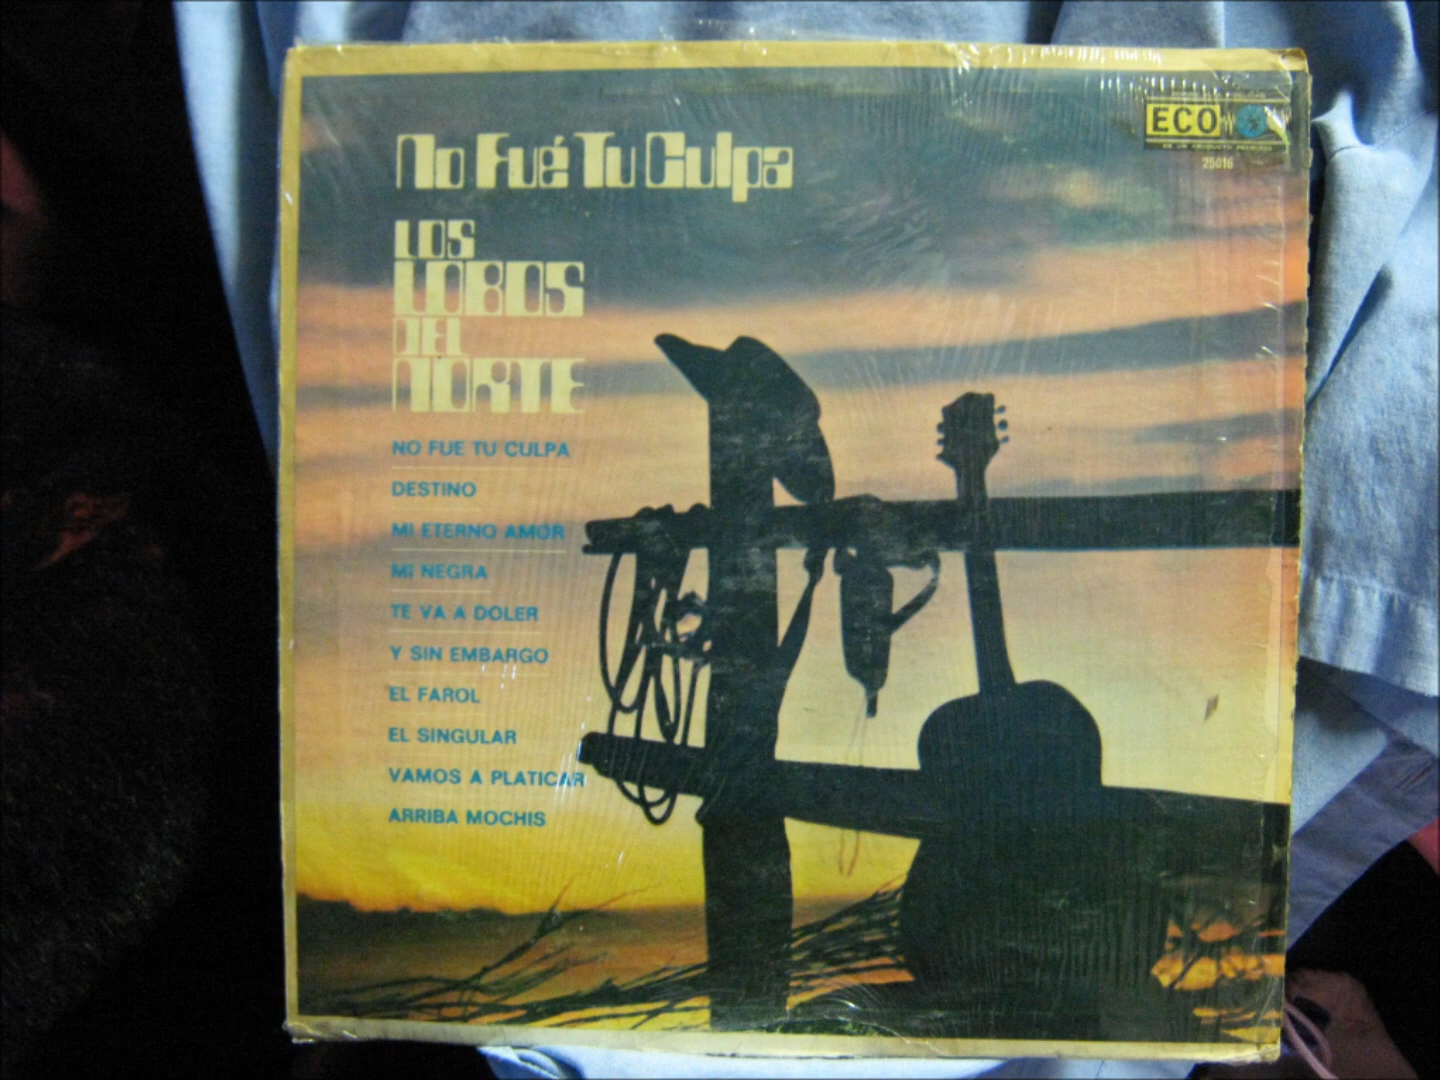 No Fué Tu Culpa
LOS
LOBOS
DEL
NORTE
ECO
25016
NO FUE TU CULPA
DESTINO
MI ETERNO AMOR
MI NEGRA
TE VA A DOLER
Y SIN EMBARGO
EL FAROL
EL SINGULAR
VAMOS A PLATICAR
ARRIBA MOCHIS